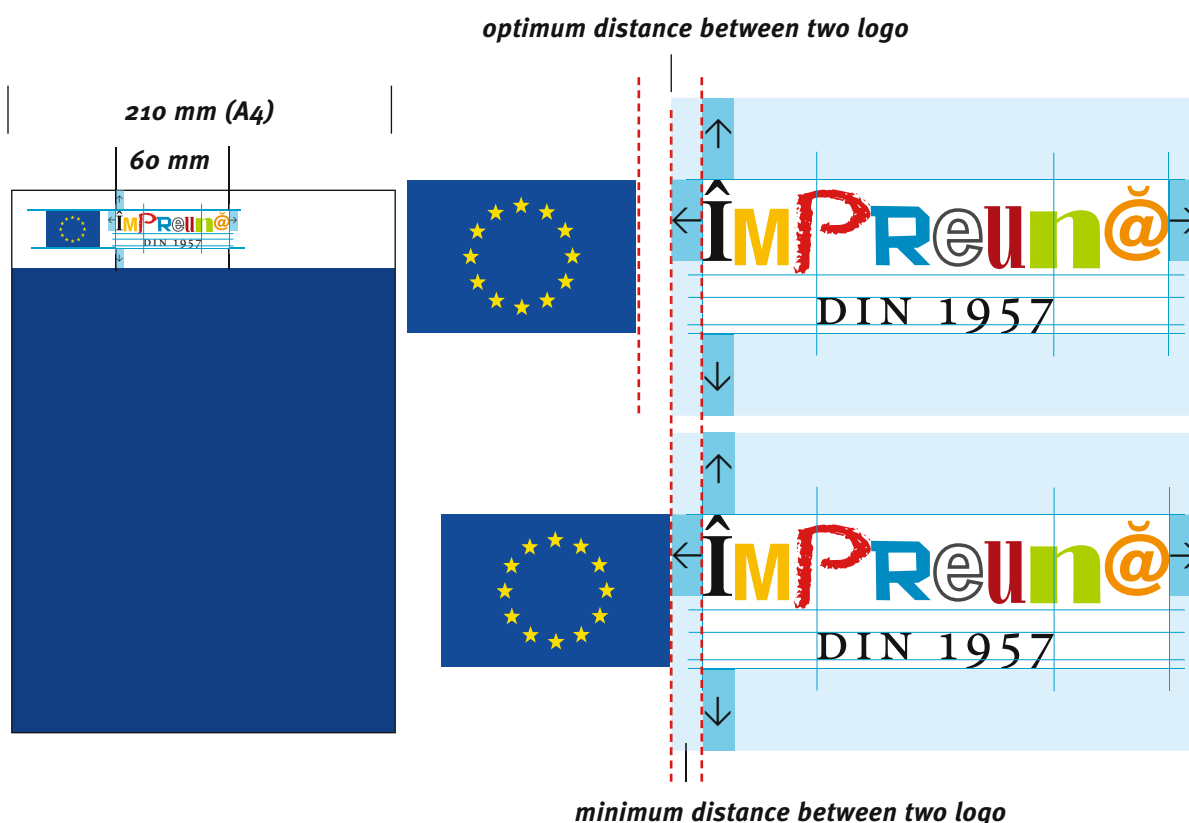 optimum distance between two logo
210 mm (A4)
60 mm
ÎMPReun@̆
DIN 1957
ÎMPReun@̆
DIN 1957
ÎMPReun@̆
DIN 1957
minimum distance between two logo